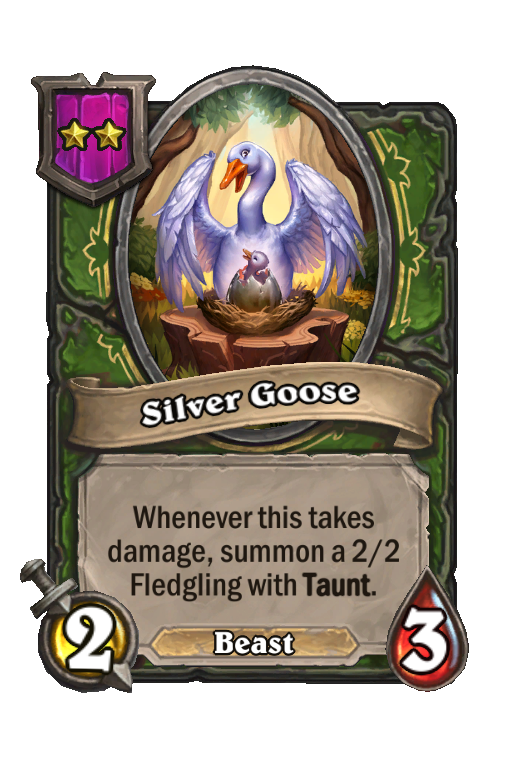 Silver Goose
Whenever this takes
damage, summon a 2/2
Fledgling with Taunt.
2
Beast
3